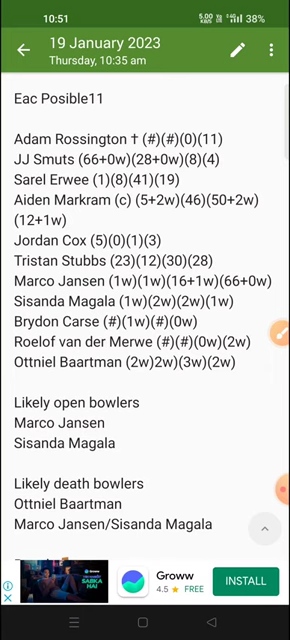 10:51
5.00 KB/S 38%
19 January 2023
Thursday, 10:35 am
Eac Posible11
Adam Rossington † (#)(#)(0)(11)
JJ Smuts (66+0w)(28+0w)(8)(4)
Sarel Erwee (1)(8)(41)(19)
Aiden Markram (c) (5+2w)(46)(50+2w)
(12+1w)
Jordan Cox (5)(0)(1)(3)
Tristan Stubbs (23)(12)(30)(28)
Marco Jansen (1w)(1w)(16+1w)(66+0w)
Sisanda Magala (1w)(2w)(2w)(1w)
Brydon Carse (#)(1w)(#)(0w)
Roelof van der Merwe (#)(#)(0w)(2w)
Ottniel Baartman (2w)2w)(3w)(2w)
Likely open bowlers
Marco Jansen
Sisanda Magala
Likely death bowlers
Ottniel Baartman
Marco Jansen/Sisanda Magala
SABKA
HAI
Groww
4.5 ★ FREE
INSTALL